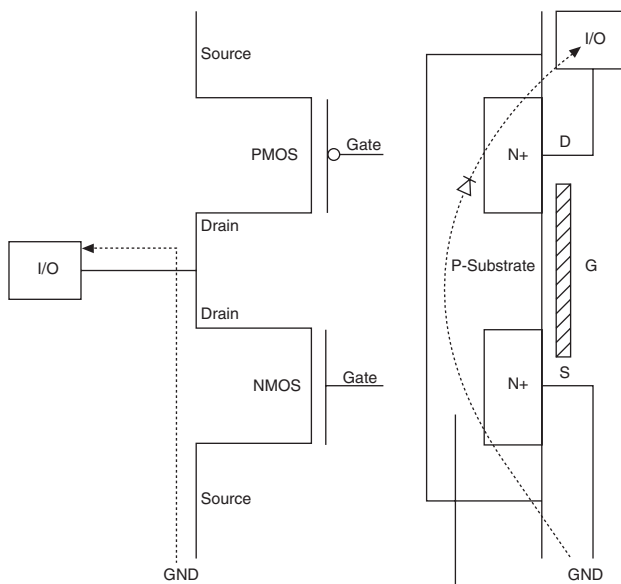 Source
PMOS
Gate
Drain
I/O
Drain
NMOS
Gate
Source
GND
I/O
N+
D
P-Substrate
G
S
N+
GND